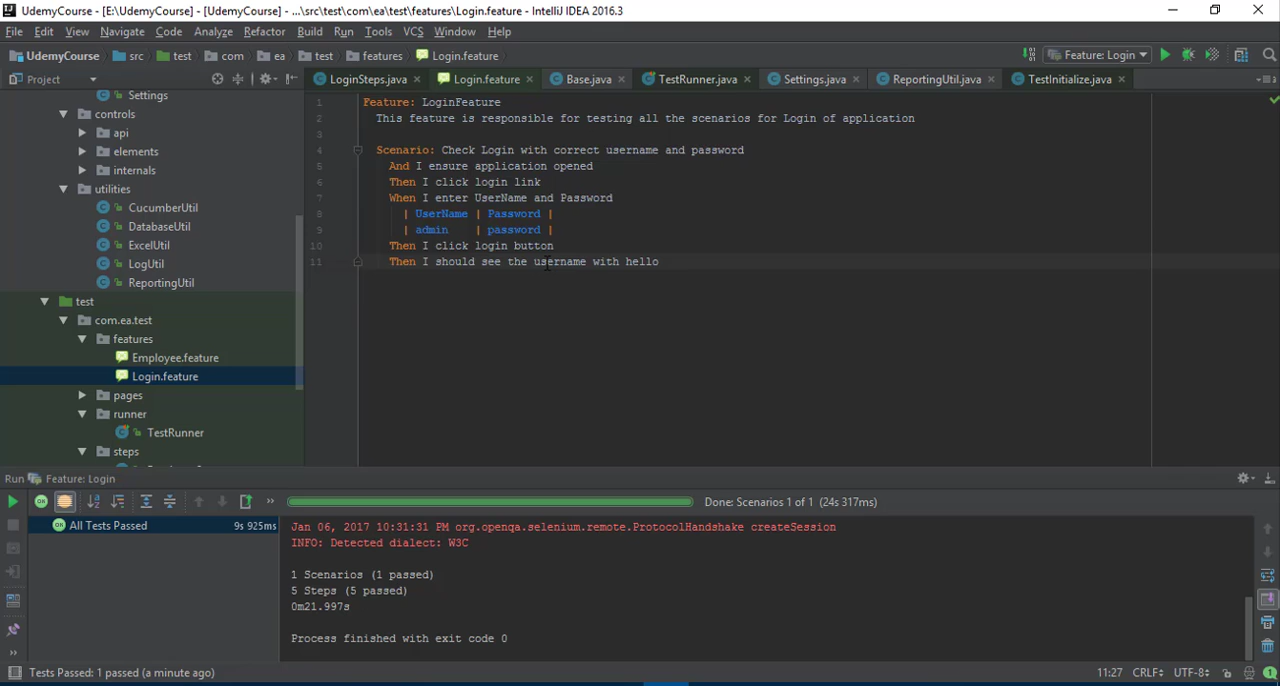 UdemyCourse - [E:\UdemyCourse] - [UdemyCourse] - ...\src\test\com\ea\test\features\Login.feature - IntelliJ IDEA 2016.3
File Edit View Navigate Code Analyze Refactor Build Run Tools VCS Window Help
UdemyCourse src test com ea test features Login.feature Feature: Login
Project LoginSteps.java Login.feature Base.java TestRunner.java Settings.java ReportingUtil.java TestInitialize.java
Settings
controls
api
elements
internals
utilities
CucumberUtil
DatabaseUtil
ExcelUtil
LogUtil
ReportingUtil
test
com.ea.test
features
Employee.feature
Login.feature
pages
runner
TestRunner
steps
1 Feature: LoginFeature
2 This feature is responsible for testing all the scenarios for Login of application
3
4 Scenario: Check Login with correct username and password
5 And I ensure application opened
6 Then I click login link
7 When I enter UserName and Password
8 | UserName | Password |
9 | admin | password |
10 Then I click login button
11 Then I should see the username with hello
Run Feature: Login
Done: Scenarios 1 of 1 (24s 317ms)
All Tests Passed 9s 925ms
Jan 06, 2017 10:31:31 PM org.openqa.selenium.remote.ProtocolHandshake createSession
INFO: Detected dialect: W3C
1 Scenarios (1 passed)
5 Steps (5 passed)
0m21.997s
Process finished with exit code 0
Tests Passed: 1 passed (a minute ago) 11:27 CRLF UTF-8 1